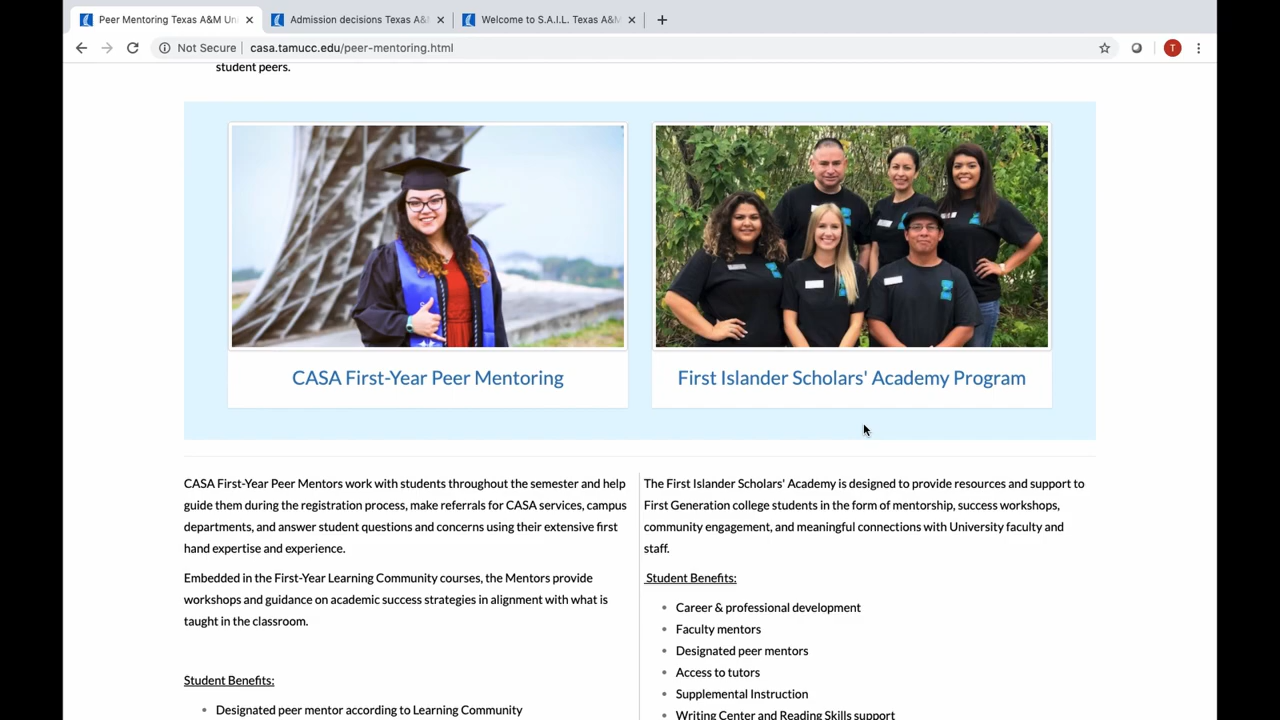 Peer Mentoring Texas A&M Un
Admission decisions Texas A&
Welcome to S.A.I.L. Texas A&M
Not Secure
casa.tamucc.edu/peer-mentoring.html
T
student peers.
CASA First-Year Peer Mentoring
First Islander Scholars' Academy Program
CASA First-Year Peer Mentors work with students throughout the semester and help
guide them during the registration process, make referrals for CASA services, campus
departments, and answer student questions and concerns using their extensive first
hand expertise and experience.
Embedded in the First-Year Learning Community courses, the Mentors provide
workshops and guidance on academic success strategies in alignment with what is
taught in the classroom.
Student Benefits:
Designated peer mentor according to Learning Community
The First Islander Scholars' Academy is designed to provide resources and support to
First Generation college students in the form of mentorship, success workshops,
community engagement, and meaningful connections with University faculty and
staff.
Student Benefits:
Career & professional development
Faculty mentors
Designated peer mentors
Access to tutors
Supplemental Instruction
Writing Center and Reading Skills support